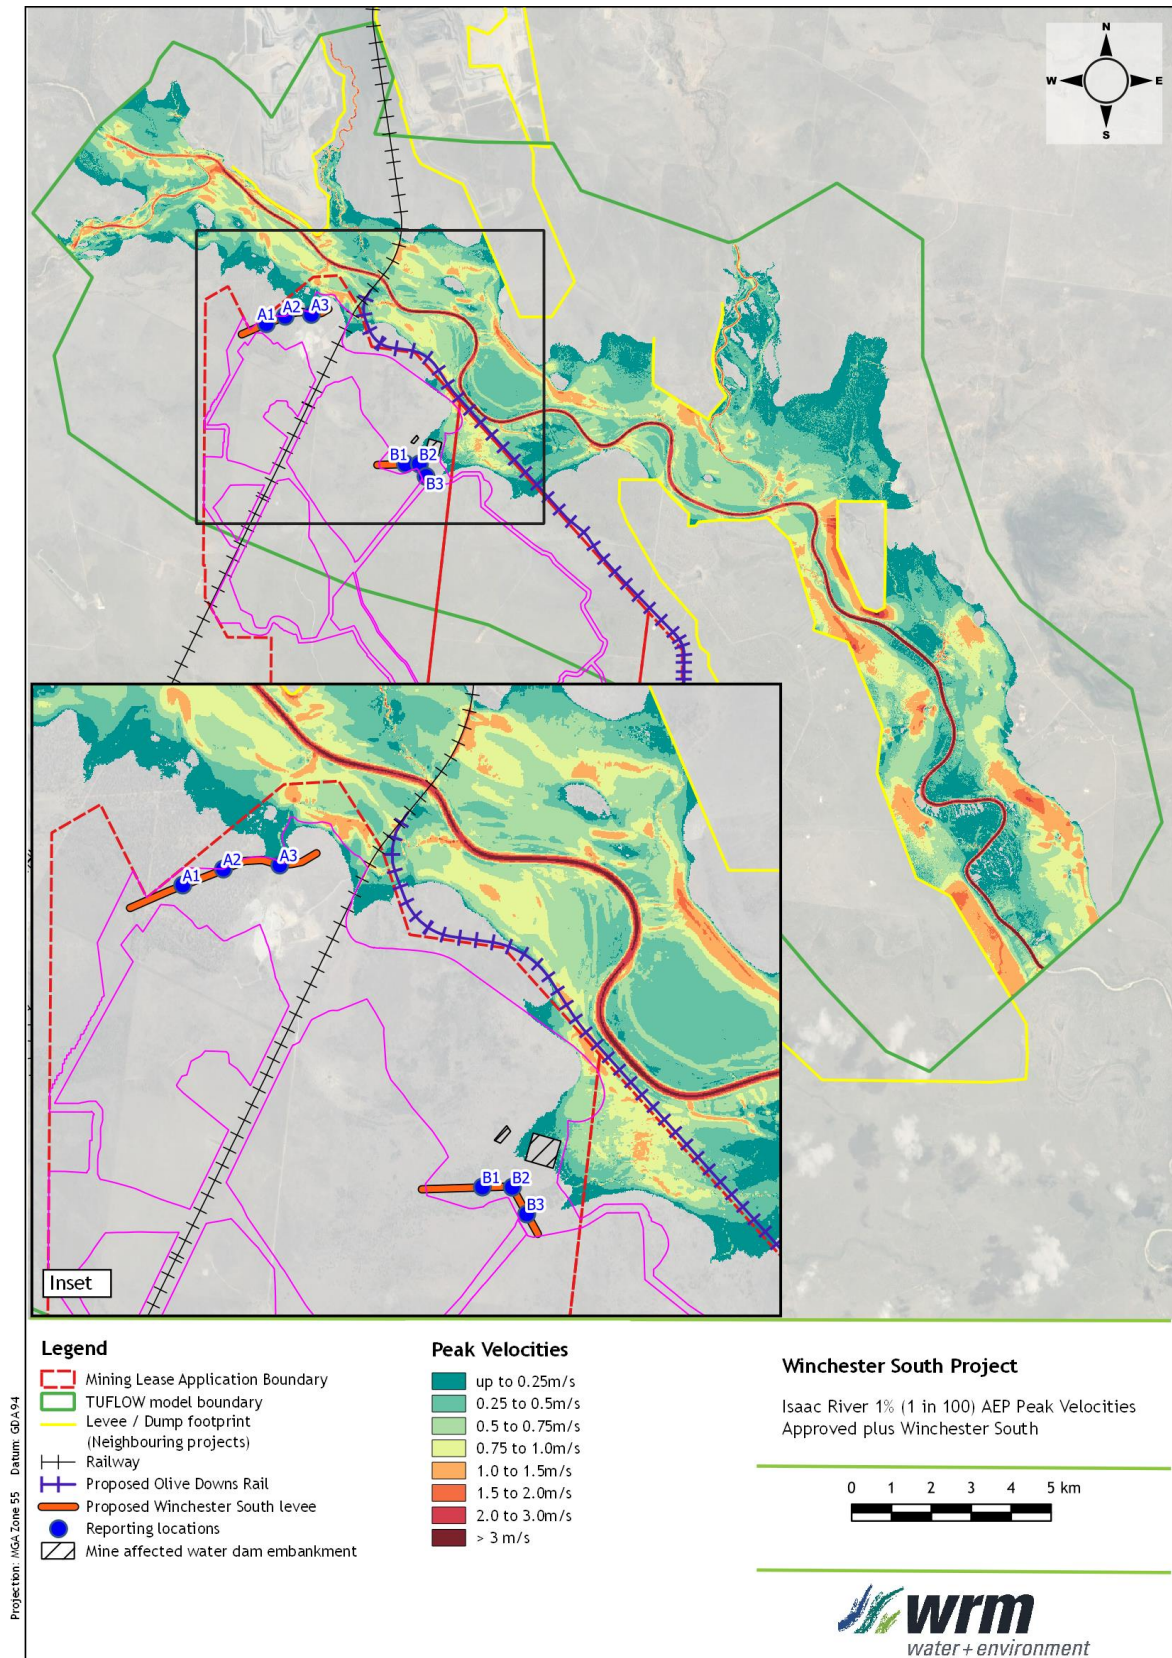 N
W E
S
A1 A2 A3
B1 B2
B3
A1 A2 A3
B1 B2
B3
Inset
Legend
Mining Lease Application Boundary
TUFLOW model boundary
Levee / Dump footprint
(Neighbouring projects)
Railway
Proposed Olive Downs Rail
Proposed Winchester South levee
Reporting locations
Mine affected water dam embankment
Peak Velocities
up to 0.25m/s
0.25 to 0.5m/s
0.5 to 0.75m/s
0.75 to 1.0m/s
1.0 to 1.5m/s
1.5 to 2.0m/s
2.0 to 3.0m/s
> 3 m/s
Winchester South Project
Isaac River 1% (1 in 100) AEP Peak Velocities
Approved plus Winchester South
0 1 2 3 4 5 km
wrm
water + environment
Projection: MGA Zone 55 Datum: GDA94